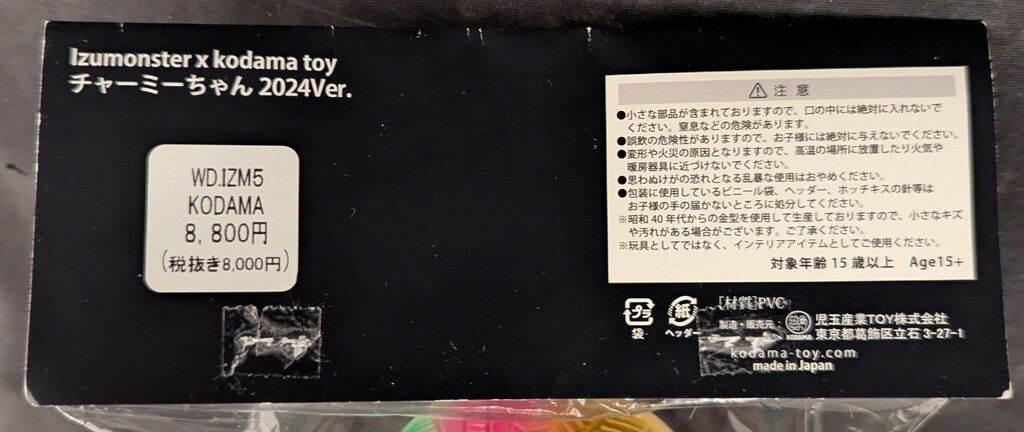 Izumonster x kodama toy
チャーミーちゃん 2024Ver.
WD.IZM5
KODAMA
8,800円
(税抜き8,000円)
⚠ 注 意
●小さな部品が含まれておりますので、口の中には絶対に入れないで
ください。窒息などの危険があります。
●誤飲の危険性がありますので、お子様には絶対に与えないでください。
●変形や火災の原因となりますので、高温の場所に放置したり火気や
暖房器具に近づけないでください。
●思わぬけがの恐れとなる乱暴な使用はおやめください。
●包装に使用しているビニール袋、ヘッダー、ホッチキスの針等は
お子様の手の届かないところに処分してください。
※昭和 40 年代からの金型を使用して生産しておりますので、小さなキズ
や汚れがある場合がございます。ご了承ください。
※玩具としてではなく、インテリアアイテムとしてご使用ください。
対象年齢 15 歳以上 Age15+
プラ
袋
紙
ヘッダー
[材質]PVC
製造・販売元:
KODAMA
児玉産業TOY株式会社
東京都葛飾区立石 3-27-1
kodama-toy.com
made in Japan